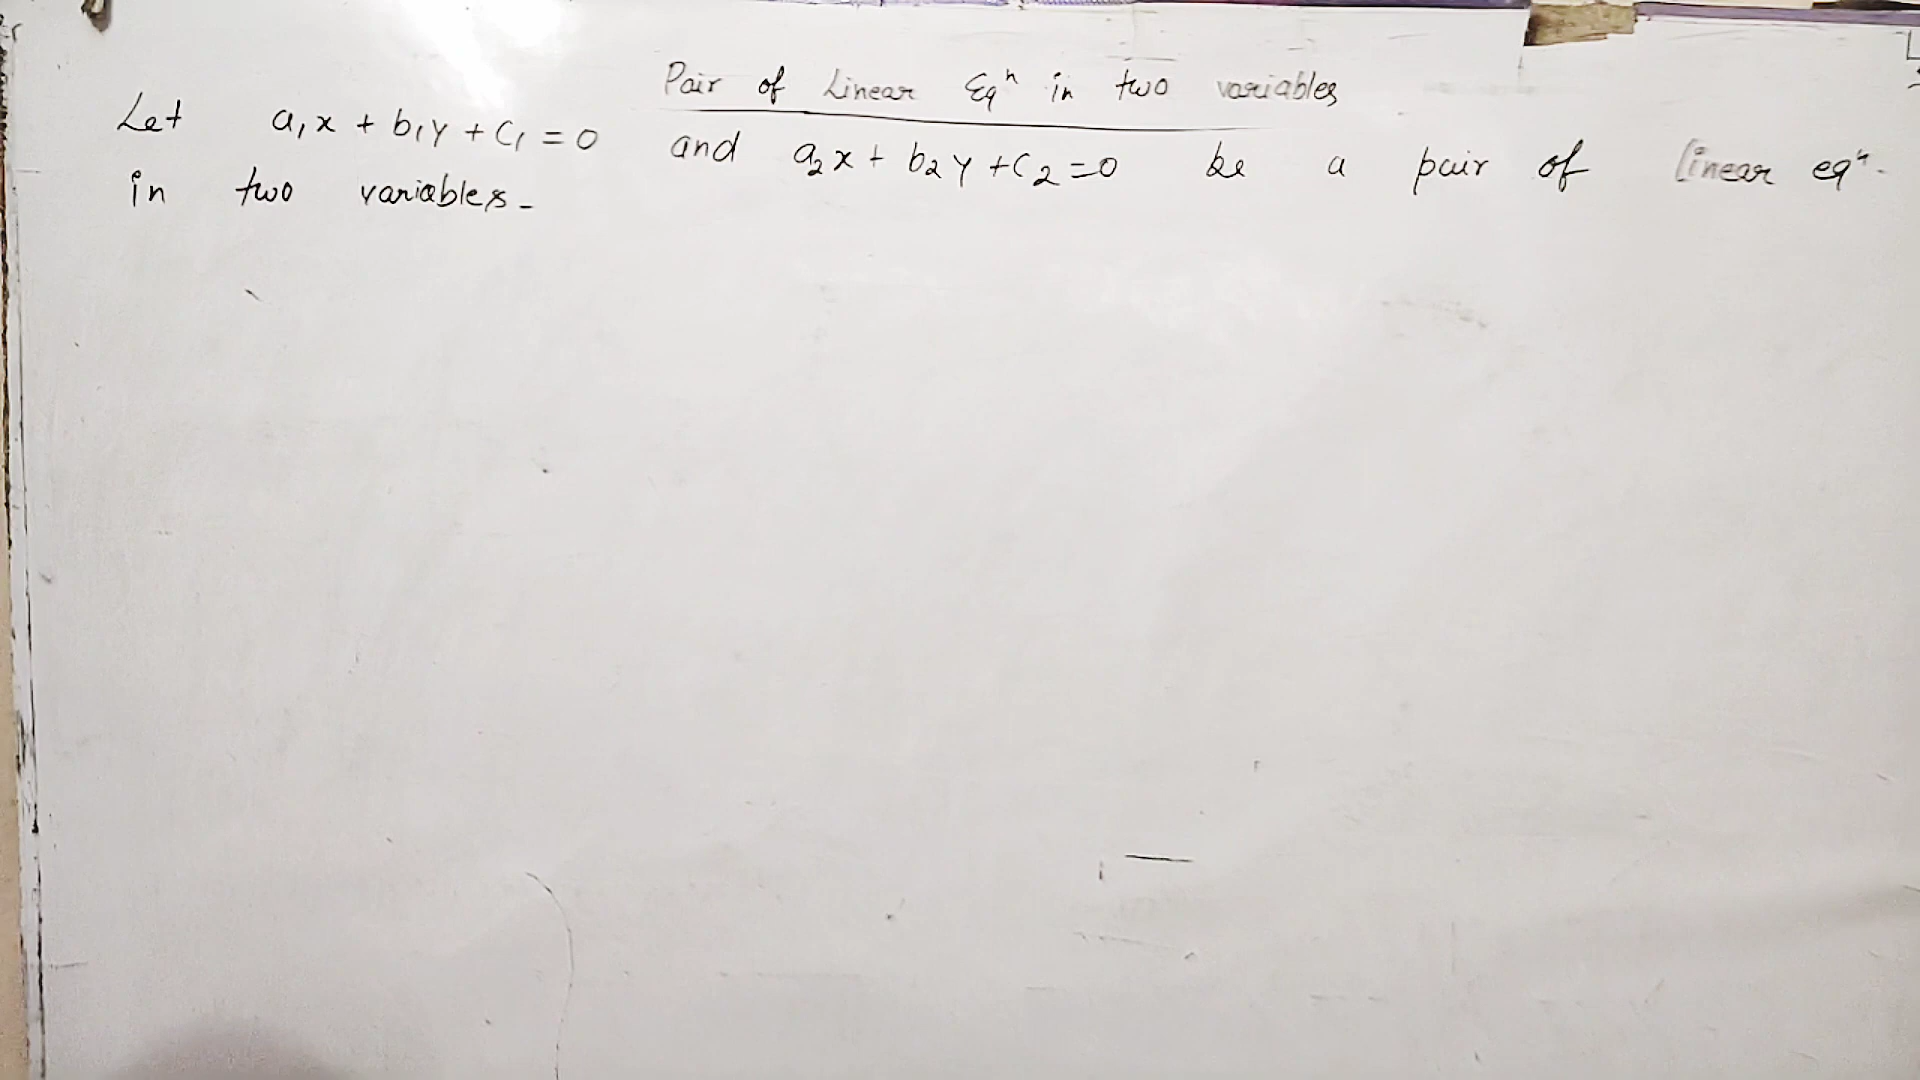 Pair of Linear Eqⁿ in two variables
Let a₁x + b₁y + c₁ = 0 and a₂x + b₂y + c₂ = 0 be a pair of linear eqⁿ.
in two variables.